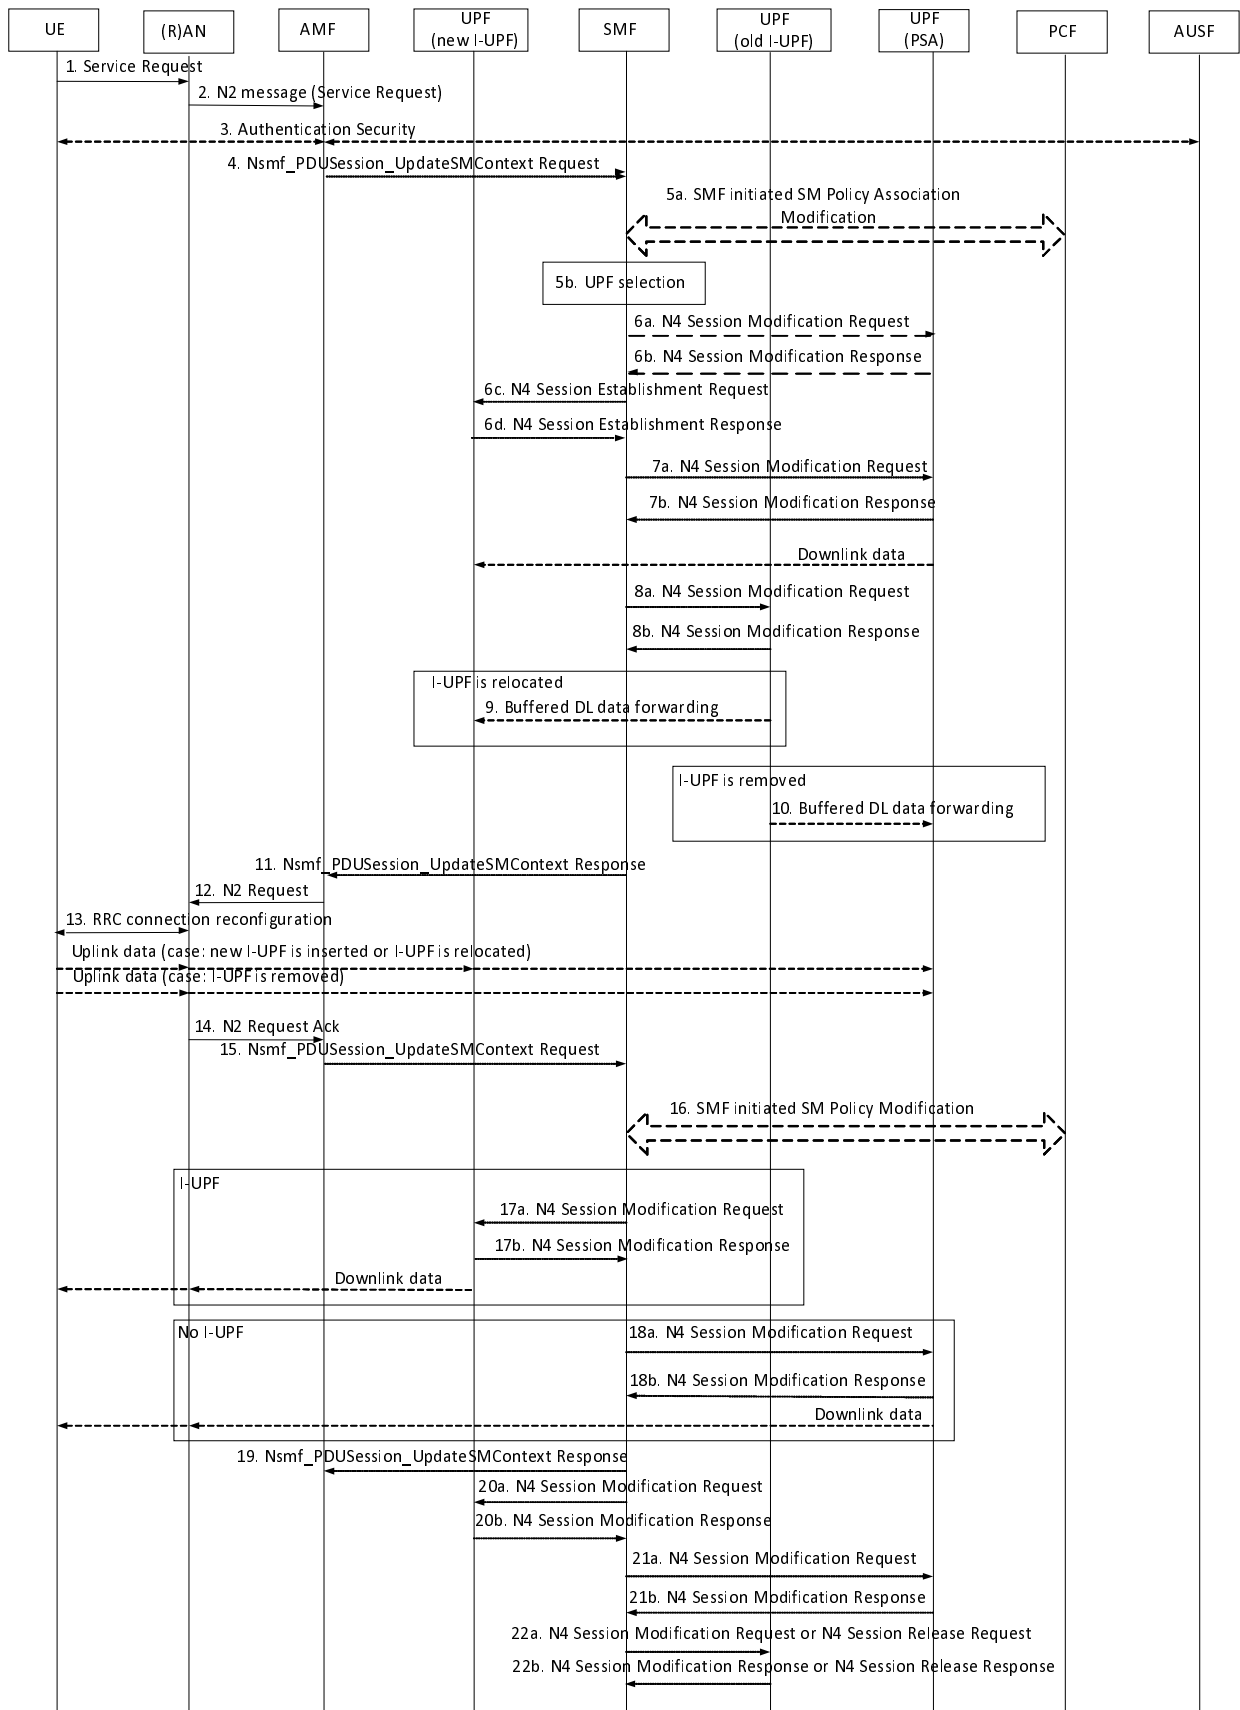 UE
(R)AN
AMF
UPF
(new I-UPF)
SMF
UPF
(old I-UPF)
UPF
(PSA)
PCF
AUSF
1. Service Request
2. N2 message (Service Request)
3. Authentication Security
4. Nsmf_PDUSession_UpdateSMContext Request
5a. SMF initiated SM Policy Association
Modification
5b. UPF selection
6a. N4 Session Modification Request
6b. N4 Session Modification Response
6c. N4 Session Establishment Request
6d. N4 Session Establishment Response
7a. N4 Session Modification Request
7b. N4 Session Modification Response
Downlink data
8a. N4 Session Modification Request
8b. N4 Session Modification Response
I-UPF is relocated
9. Buffered DL data forwarding
I-UPF is removed
10. Buffered DL data forwarding
11. Nsmf_PDUSession_UpdateSMContext Response
12. N2 Request
13. RRC connection reconfiguration
Uplink data (case: new I-UPF is inserted or I-UPF is relocated)
Uplink data (case: I-UPF is removed)
14. N2 Request Ack
15. Nsmf_PDUSession_UpdateSMContext Request
16. SMF initiated SM Policy Modification
I-UPF
17a. N4 Session Modification Request
17b. N4 Session Modification Response
Downlink data
No I-UPF
18a. N4 Session Modification Request
18b. N4 Session Modification Response
Downlink data
19. Nsmf_PDUSession_UpdateSMContext Response
20a. N4 Session Modification Request
20b. N4 Session Modification Response
21a. N4 Session Modification Request
21b. N4 Session Modification Response
22a. N4 Session Modification Request or N4 Session Release Request
22b. N4 Session Modification Response or N4 Session Release Response